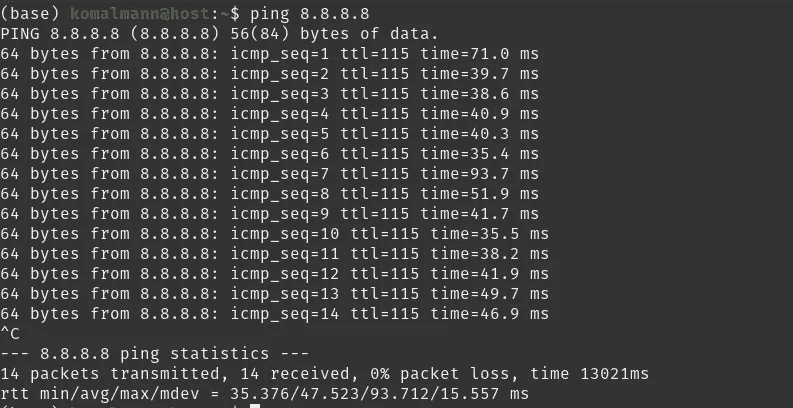 (base) komalmann@host:~$ ping 8.8.8.8
PING 8.8.8.8 (8.8.8.8) 56(84) bytes of data.
64 bytes from 8.8.8.8: icmp_seq=1 ttl=115 time=71.0 ms
64 bytes from 8.8.8.8: icmp_seq=2 ttl=115 time=39.7 ms
64 bytes from 8.8.8.8: icmp_seq=3 ttl=115 time=38.6 ms
64 bytes from 8.8.8.8: icmp_seq=4 ttl=115 time=40.9 ms
64 bytes from 8.8.8.8: icmp_seq=5 ttl=115 time=40.3 ms
64 bytes from 8.8.8.8: icmp_seq=6 ttl=115 time=35.4 ms
64 bytes from 8.8.8.8: icmp_seq=7 ttl=115 time=93.7 ms
64 bytes from 8.8.8.8: icmp_seq=8 ttl=115 time=51.9 ms
64 bytes from 8.8.8.8: icmp_seq=9 ttl=115 time=41.7 ms
64 bytes from 8.8.8.8: icmp_seq=10 ttl=115 time=35.5 ms
64 bytes from 8.8.8.8: icmp_seq=11 ttl=115 time=38.2 ms
64 bytes from 8.8.8.8: icmp_seq=12 ttl=115 time=41.9 ms
64 bytes from 8.8.8.8: icmp_seq=13 ttl=115 time=49.7 ms
64 bytes from 8.8.8.8: icmp_seq=14 ttl=115 time=46.9 ms
^C
--- 8.8.8.8 ping statistics ---
14 packets transmitted, 14 received, 0% packet loss, time 13021ms
rtt min/avg/max/mdev = 35.376/47.523/93.712/15.557 ms